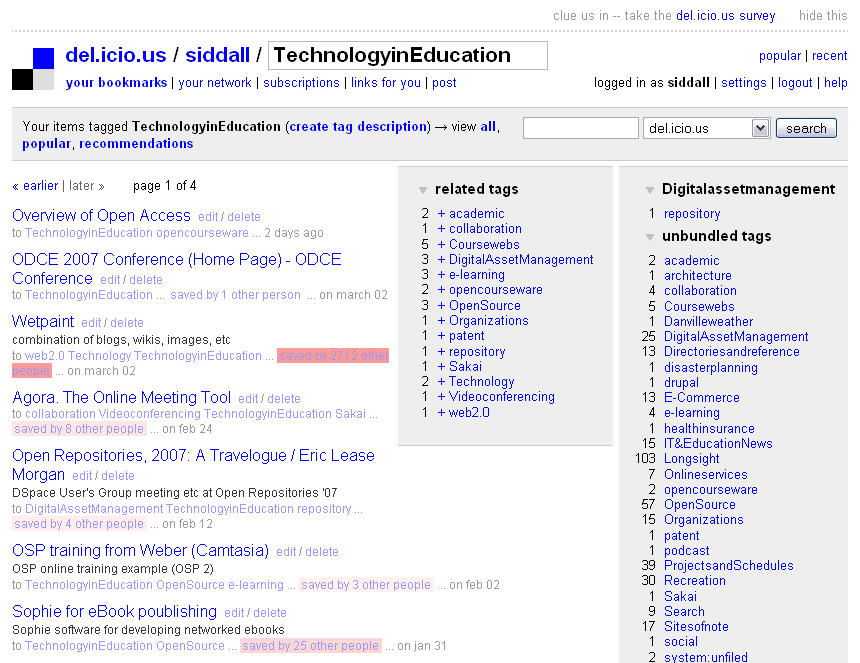 clue us in -- take the del.icio.us survey hide this
del.icio.us / siddall / TechnologyinEducation
popular | recent
your bookmarks | your network | subscriptions | links for you | post
logged in as siddall | settings | logout | help
Your items tagged TechnologyinEducation (create tag description) → view all,
popular, recommendations
del.icio.us
search
« earlier | later » page 1 of 4
Overview of Open Access edit / delete
to TechnologyinEducation opencourseware ... 2 days ago
ODCE 2007 Conference (Home Page) - ODCE
Conference edit / delete
to TechnologyinEducation ... saved by 1 other person ... on march 02
Wetpaint edit / delete
combination of blogs, wikis, images, etc
to web2.0 Technology TechnologyinEducation ... saved by 2712 other
people ... on march 02
Agora. The Online Meeting Tool edit / delete
to collaboration Videoconferencing TechnologyinEducation Sakai ...
saved by 8 other people ... on feb 24
Open Repositories, 2007: A Travelogue / Eric Lease
Morgan edit / delete
DSpace User's Group meeting etc at Open Repositories '07
to DigitalAssetManagement TechnologyinEducation repository ...
saved by 4 other people ... on feb 12
OSP training from Weber (Camtasia) edit / delete
OSP online training example (OSP 2)
to TechnologyinEducation OpenSource e-learning ... saved by 3 other people ... on feb 02
Sophie for eBook poublishing edit / delete
Sophie software for developing networked ebooks
to TechnologyinEducation OpenSource ... saved by 25 other people ... on jan 31
related tags
2 + academic
1 + collaboration
5 + Coursewebs
3 + DigitalAssetManagement
3 + e-learning
2 + opencourseware
3 + OpenSource
1 + Organizations
1 + patent
1 + repository
1 + Sakai
2 + Technology
1 + Videoconferencing
1 + web2.0
Digitalassetmanagement
1 repository
unbundled tags
2 academic
1 architecture
4 collaboration
5 Coursewebs
1 Danvilleweather
25 DigitalAssetManagement
13 Directoriesandreference
1 disasterplanning
1 drupal
13 E-Commerce
4 e-learning
1 healthinsurance
15 IT&EducationNews
103 Longsight
7 Onlineservices
2 opencourseware
57 OpenSource
15 Organizations
1 patent
1 podcast
39 ProjectsandSchedules
30 Recreation
1 Sakai
9 Search
17 Sitesofnote
1 social
2 system:unfiled